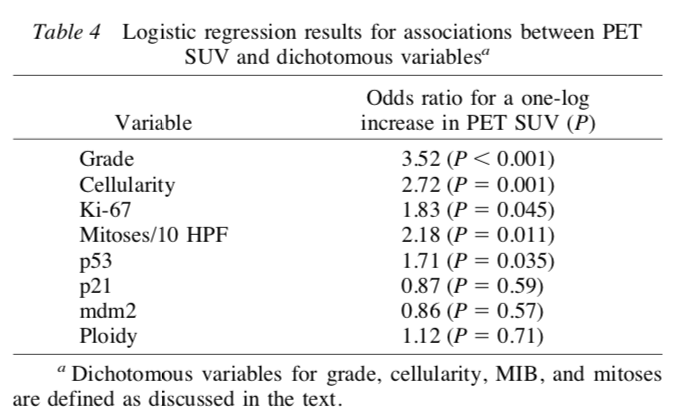 Table 4 Logistic regression results for associations between PET
SUV and dichotomous variablesᵃ
Odds ratio for a one-log
Variable increase in PET SUV (P)
Grade 3.52 (P < 0.001)
Cellularity 2.72 (P = 0.001)
Ki-67 1.83 (P = 0.045)
Mitoses/10 HPF 2.18 (P = 0.011)
p53 1.71 (P = 0.035)
p21 0.87 (P = 0.59)
mdm2 0.86 (P = 0.57)
Ploidy 1.12 (P = 0.71)
ᵃ Dichotomous variables for grade, cellularity, MIB, and mitoses
are defined as discussed in the text.